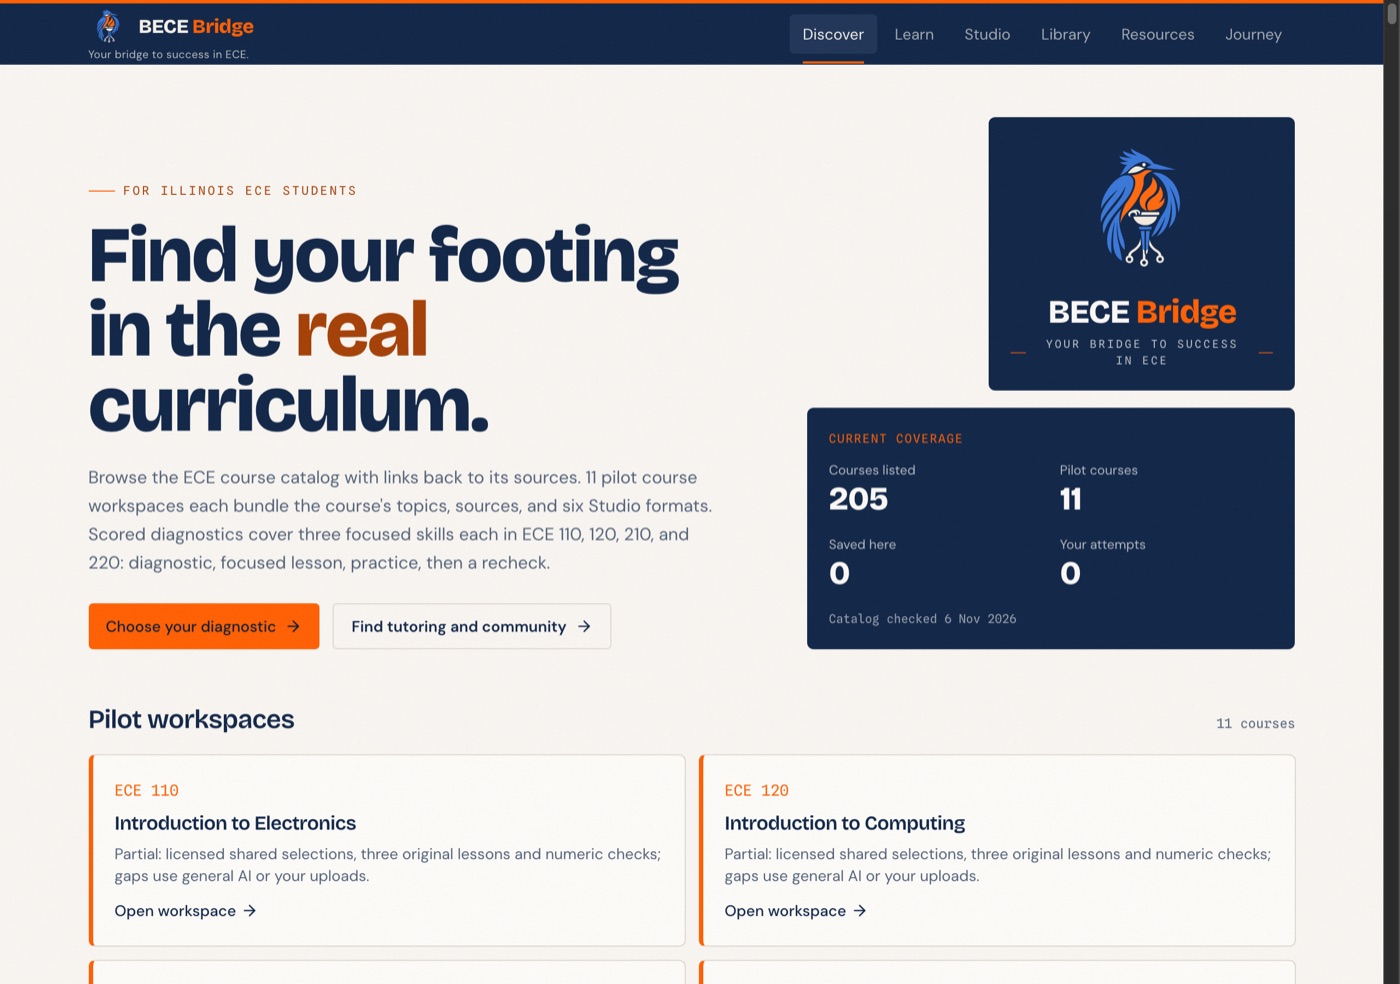 BECE Bridge
Your bridge to success in ECE.
Discover
Learn
Studio
Library
Resources
Journey
FOR ILLINOIS ECE STUDENTS
Find your footing
in the real
curriculum.
Browse the ECE course catalog with links back to its sources. 11 pilot course
workspaces each bundle the course's topics, sources, and six Studio formats.
Scored diagnostics cover three focused skills each in ECE 110, 120, 210, and
220: diagnostic, focused lesson, practice, then a recheck.
Choose your diagnostic →
Find tutoring and community →
BECE Bridge
YOUR BRIDGE TO SUCCESS
IN ECE
CURRENT COVERAGE
Courses listed
205
Pilot courses
11
Saved here
0
Your attempts
0
Catalog checked 6 Nov 2026
Pilot workspaces
11 courses
ECE 110
Introduction to Electronics
Partial: licensed shared selections, three original lessons and numeric checks;
gaps use general AI or your uploads.
Open workspace →
ECE 120
Introduction to Computing
Partial: licensed shared selections, three original lessons and numeric checks;
gaps use general AI or your uploads.
Open workspace →